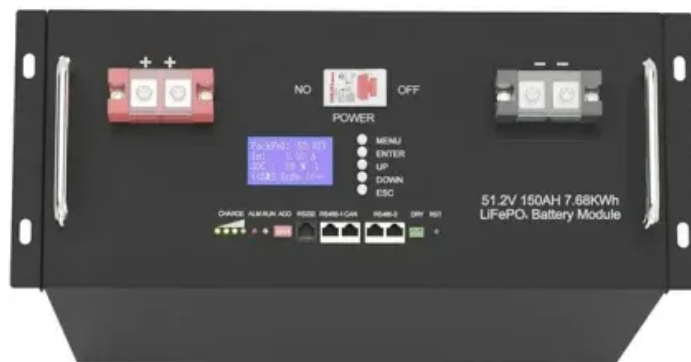 + +
— —
NO
OFF
POWER
MENU
ENTER
UP
DOWN
ESC
51.2V 150AH 7.68KWh
LiFePO₄ Battery Module
CHARGE ALM RUN ADD RS232 RS485-1 CAN RS485-2 DRY RST